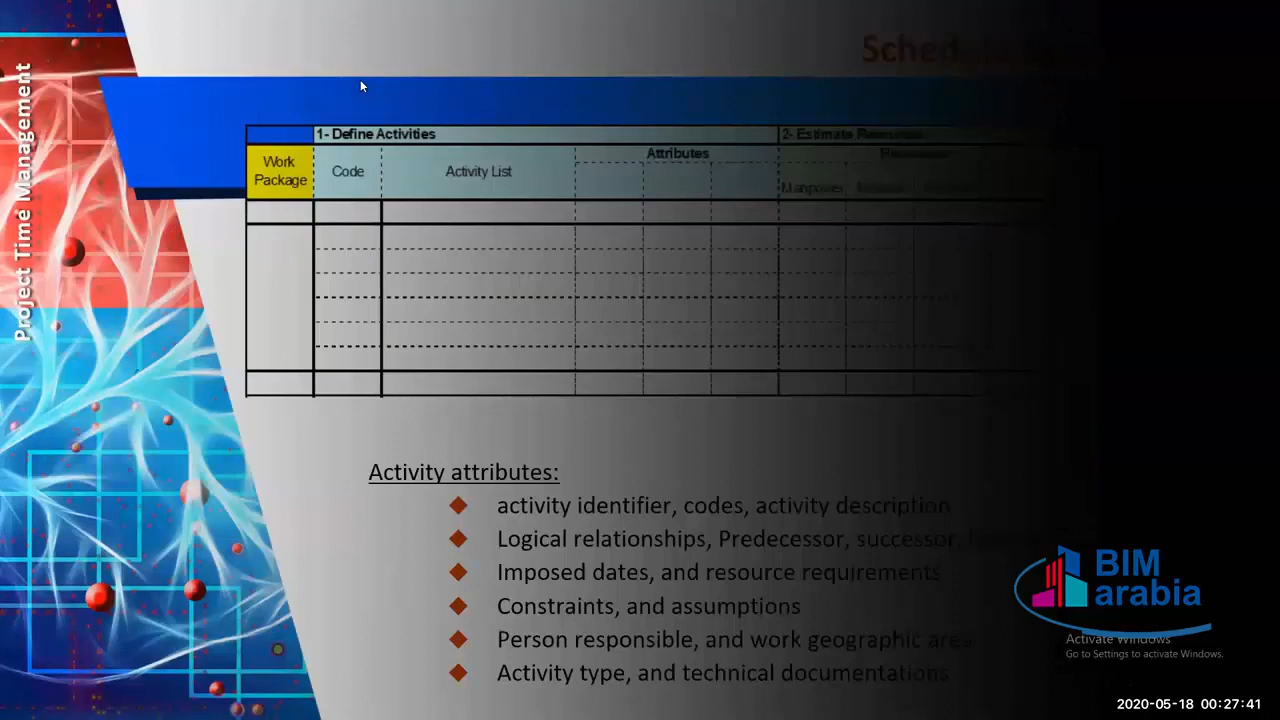 Project Time Management
1- Define Activities
2- Estimate
Work
Package
Code
Activity List
Attributes
Manpower
Activity attributes:
activity identifier, codes, activity description
Logical relationships, Predecessor, successor,
Imposed dates, and resource requirements
Constraints, and assumptions
Person responsible, and work geographic area
Activity type, and technical documentations
BIM
arabia
Activate Windows
Go to Settings to activate Windows.
2020-05-18 00:27:41